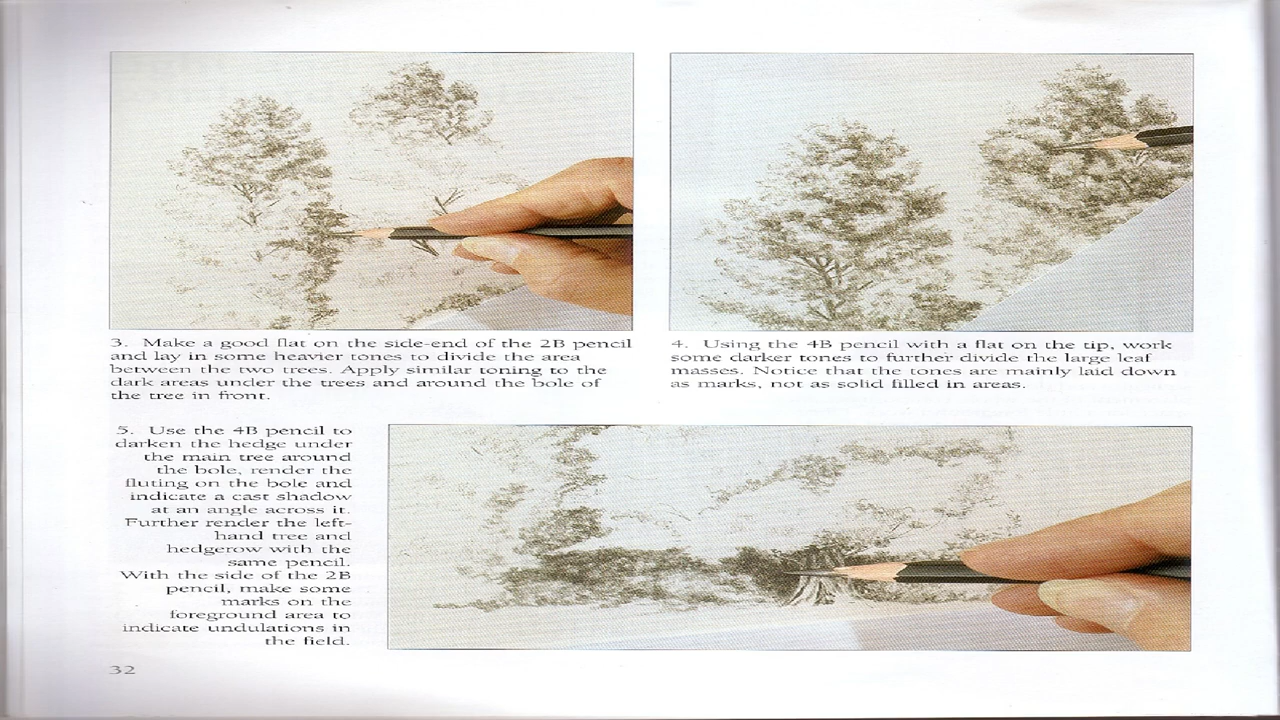 3. Make a good flat on the side-end of the 2B pencil
and lay in some heavier tones to divide the area
between the two trees. Apply similar toning to the
dark areas under the trees and around the bole of
the tree in front.
4. Using the 4B pencil with a flat on the tip, work
some darker tones to further divide the large leaf
masses. Notice that the tones are mainly laid down
as marks, not as solid filled in areas.
5. Use the 4B pencil to
darken the hedge under
the main tree around
the bole, render the
fluting on the bole and
indicate a cast shadow
at an angle across it.
Further render the left-
hand tree and
hedgerow with the
same pencil.
With the side of the 2B
pencil, make some
marks on the
foreground area to
indicate undulations in
the field.
32